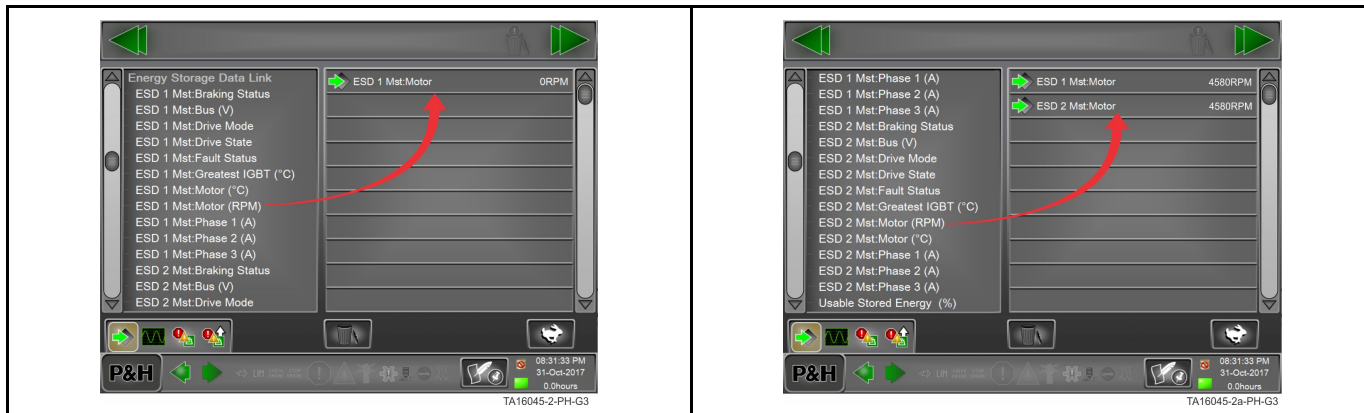 Energy Storage Data Link
ESD 1 Mst:Braking Status
ESD 1 Mst:Bus (V)
ESD 1 Mst:Drive Mode
ESD 1 Mst:Drive State
ESD 1 Mst:Fault Status
ESD 1 Mst:Greatest IGBT (°C)
ESD 1 Mst:Motor (°C)
ESD 1 Mst:Motor (RPM)
ESD 1 Mst:Phase 1 (A)
ESD 1 Mst:Phase 2 (A)
ESD 1 Mst:Phase 3 (A)
ESD 2 Mst:Braking Status
ESD 2 Mst:Bus (V)
ESD 2 Mst:Drive Mode
ESD 1 Mst:Motor 0RPM
P&H
LIM
08:31:33 PM
31-Oct-2017
0.0hours
TA16045-2-PH-G3
ESD 1 Mst:Phase 1 (A)
ESD 1 Mst:Phase 2 (A)
ESD 1 Mst:Phase 3 (A)
ESD 2 Mst:Braking Status
ESD 2 Mst:Bus (V)
ESD 2 Mst:Drive Mode
ESD 2 Mst:Drive State
ESD 2 Mst:Fault Status
ESD 2 Mst:Greatest IGBT (°C)
ESD 2 Mst:Motor (RPM)
ESD 2 Mst:Motor (°C)
ESD 2 Mst:Phase 1 (A)
ESD 2 Mst:Phase 2 (A)
ESD 2 Mst:Phase 3 (A)
Usable Stored Energy (%)
ESD 1 Mst:Motor 4580RPM
ESD 2 Mst:Motor 4580RPM
P&H
LIM
08:31:33 PM
31-Oct-2017
0.0hours
TA16045-2a-PH-G3